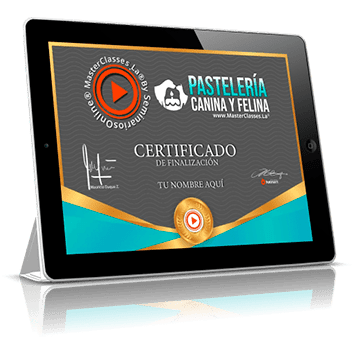 MasterClasses.La® By SeminariosOnline®
PASTELERÍA
CANINA Y FELINA
www.MasterClasses.La®
CERTIFICADO
DE FINALIZACIÓN
TU NOMBRE AQUÍ